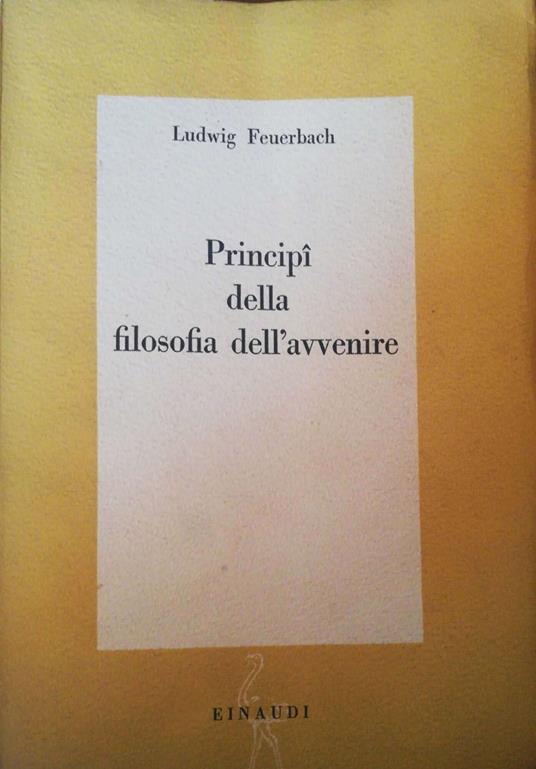 Ludwig Feuerbach
Principî
della
filosofia dell'avvenire
EINAUDI